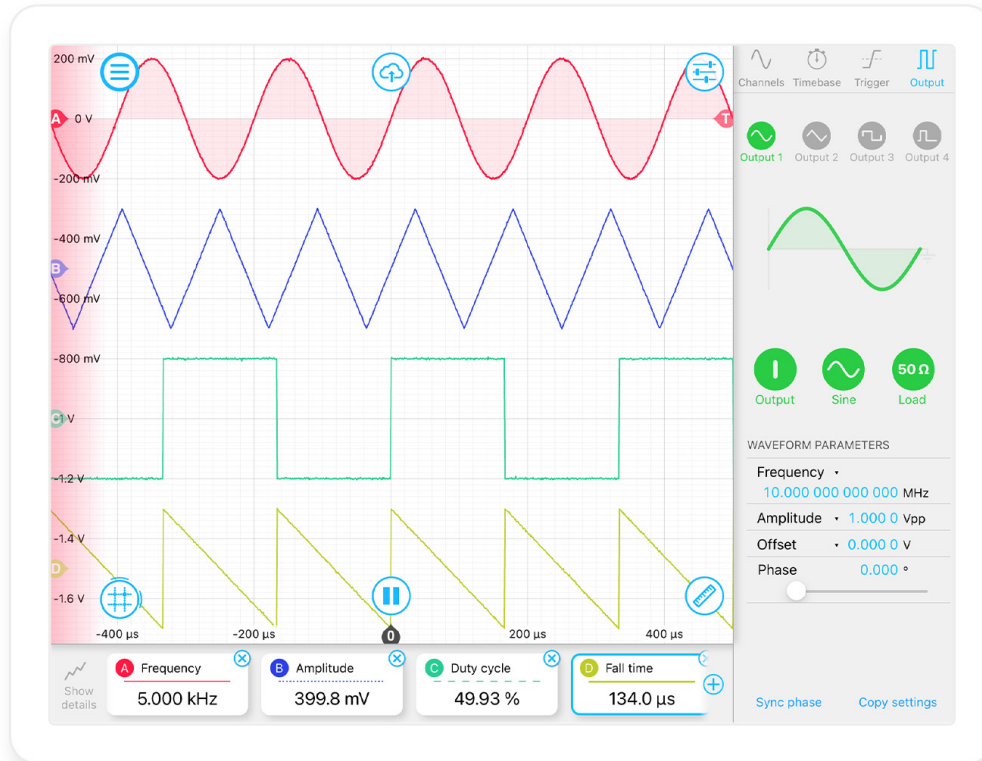 200 mV
A
0 V
T
-200 mV
-400 mV
B
-600 mV
-800 mV
C
-1 V
-1.2 V
-1.4 V
D
-1.6 V
-400 µs
-200 µs
0
200 µs
400 µs
Show
details
A Frequency
5.000 kHz
B Amplitude
399.8 mV
C Duty cycle
49.93 %
D Fall time
134.0 µs
Channels Timebase Trigger Output
Output 1 Output 2 Output 3 Output 4
50 Ω
Output Sine Load
WAVEFORM PARAMETERS
Frequency
10.000 000 000 000 MHz
Amplitude 1.000 0 Vpp
Offset 0.000 0 V
Phase 0.000 °
Sync phase Copy settings